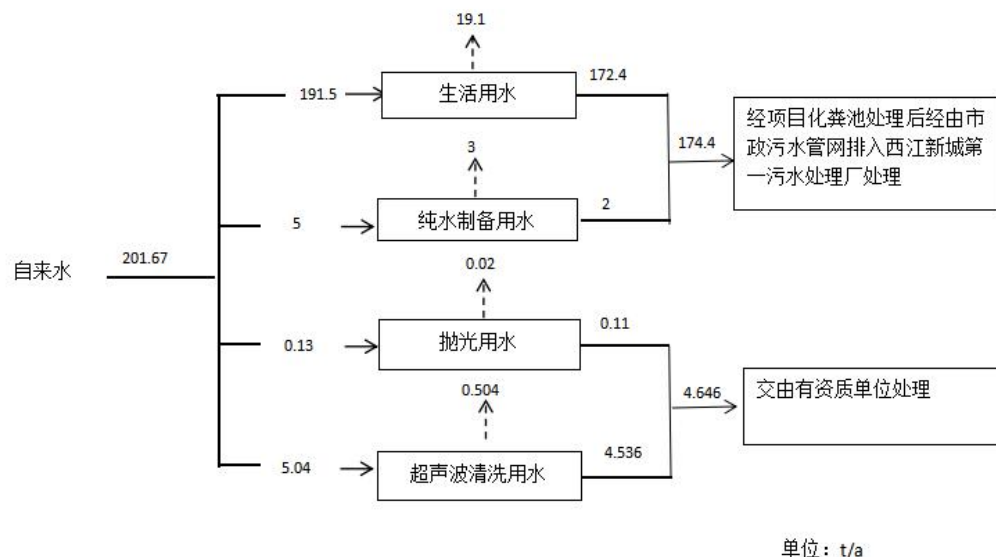 19.1
191.5
生活用水
172.4
经项目化粪池处理后经由市
政污水管网排入西江新城第
一污水处理厂处理
174.4
3
5
纯水制备用水
2
自来水
201.67
0.02
0.13
抛光用水
0.11
0.504
4.646
交由有资质单位处理
5.04
超声波清洗用水
4.536
单位：t/a